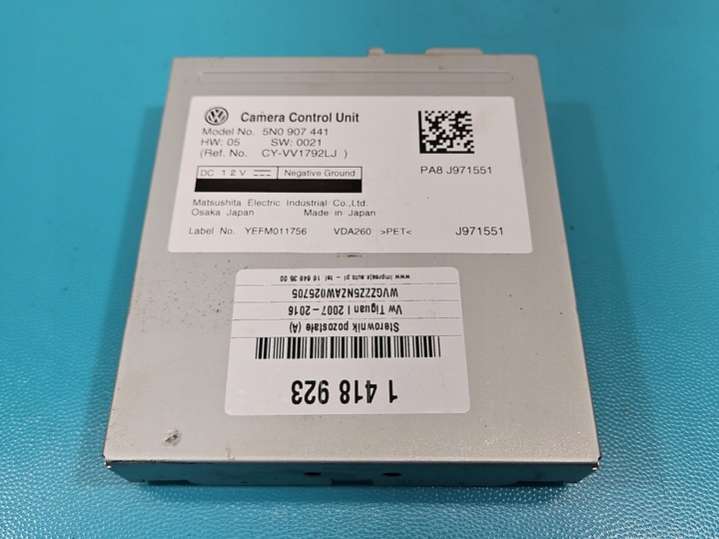 Camera Control Unit
Model No. 5N0 907 441
HW: 05 SW: 0021
(Ref. No. CY-VV1792LJ )
DC 12V Negative Ground
Matsushita Electric Industrial Co.,Ltd.
Osaka Japan Made in Japan
Label No. YEFM011756 VDA260 >PET<
PA8 J971551
J971551
1 418 923
Sterownik pozostałe (A)
Vw Tiguan I 2007-2016
WVGZZZ5NZAW025705